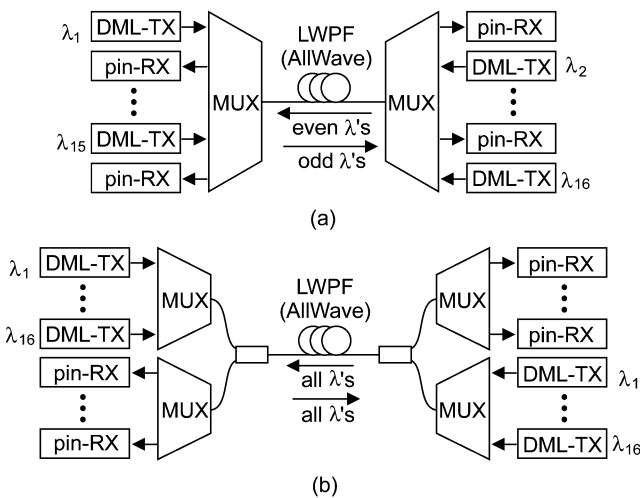 λ1 DML-TX
pin-RX
λ15 DML-TX
pin-RX
MUX
LWPF
(AllWave)
even λ's
odd λ's
MUX
pin-RX
DML-TX λ2
pin-RX
DML-TX λ16
(a)
λ1 DML-TX
λ16 DML-TX
pin-RX
pin-RX
MUX
MUX
LWPF
(AllWave)
all λ's
all λ's
MUX
MUX
pin-RX
pin-RX
DML-TX λ1
DML-TX λ16
(b)